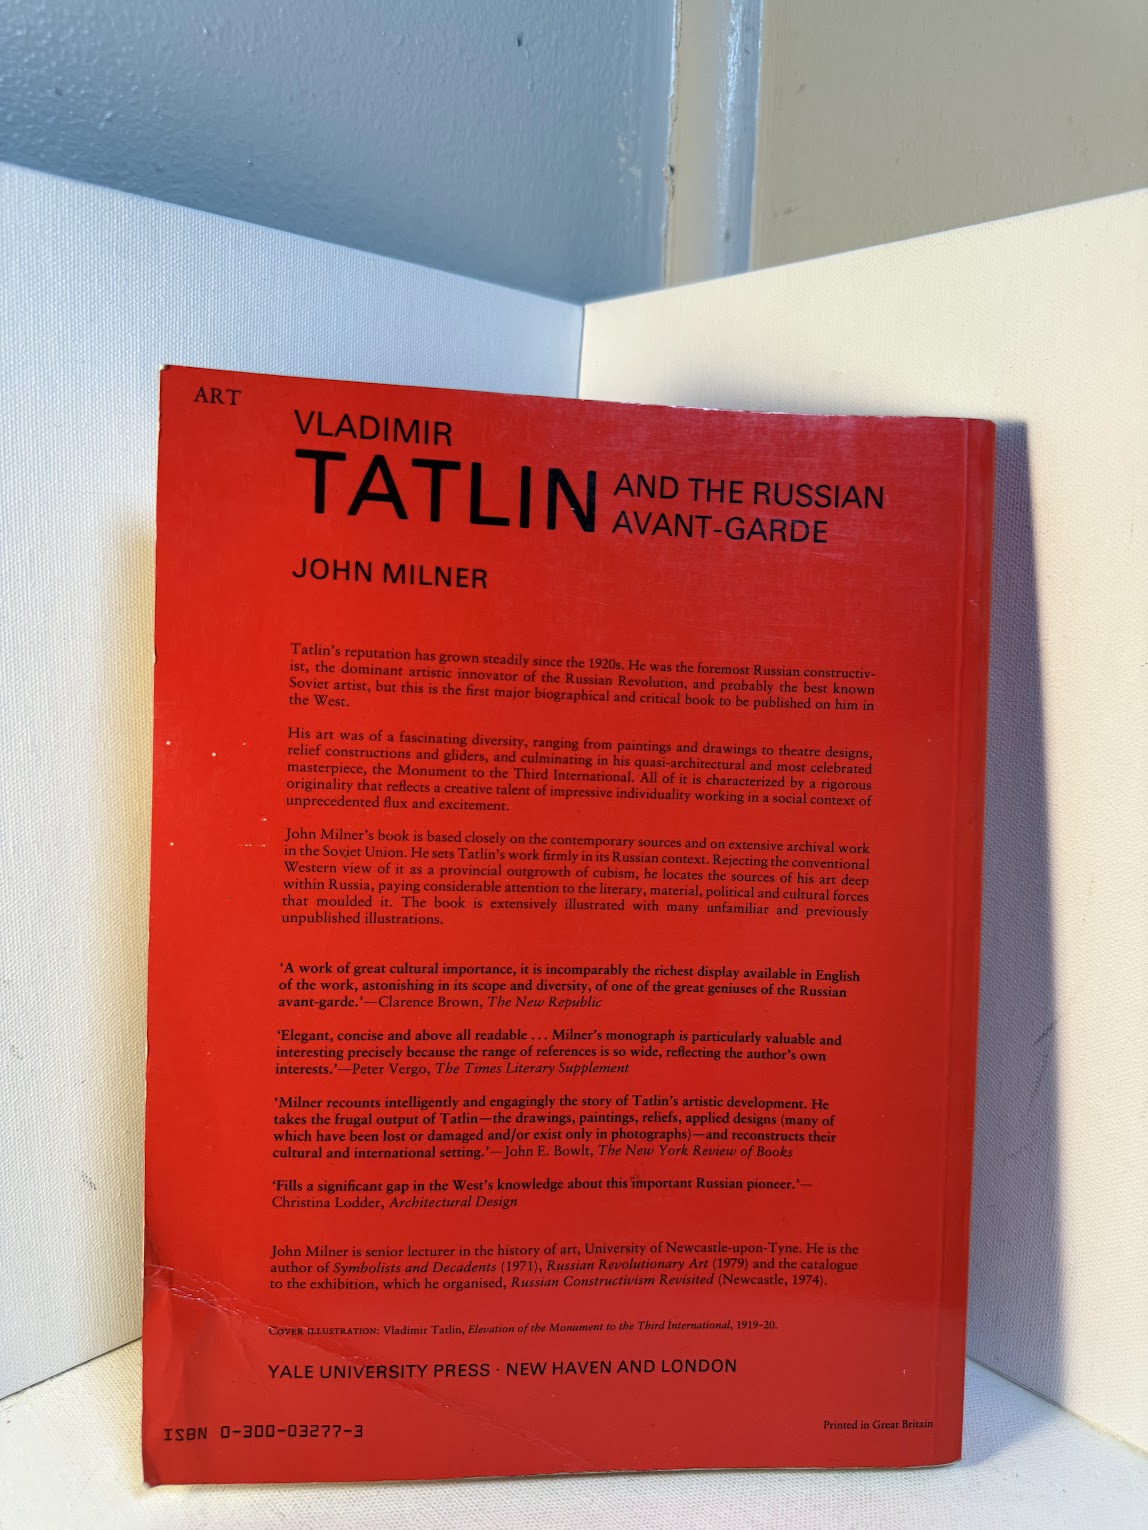 ART
VLADIMIR
TATLIN AND THE RUSSIAN
AVANT-GARDE
JOHN MILNER
Tatlin's reputation has grown steadily since the 1920s. He was the foremost Russian constructiv-
ist, the dominant artistic innovator of the Russian Revolution, and probably the best known
Soviet artist, but this is the first major biographical and critical book to be published on him in
the West.
His art was of a fascinating diversity, ranging from paintings and drawings to theatre designs,
relief constructions and gliders, and culminating in his quasi-architectural and most celebrated
masterpiece, the Monument to the Third International. All of it is characterized by a rigorous
originality that reflects a creative talent of impressive individuality working in a social context of
unprecedented flux and excitement.
John Milner's book is based closely on the contemporary sources and on extensive archival work
in the Soviet Union. He sets Tatlin's work firmly in its Russian context. Rejecting the conventional
Western view of it as a provincial outgrowth of cubism, he locates the sources of his art deep
within Russia, paying considerable attention to the literary, material, political and cultural forces
that moulded it. The book is extensively illustrated with many unfamiliar and previously
unpublished illustrations.
'A work of great cultural importance, it is incomparably the richest display available in English
of the work, astonishing in its scope and diversity, of one of the great geniuses of the Russian
avant-garde.'—Clarence Brown, The New Republic
'Elegant, concise and above all readable . . . Milner's monograph is particularly valuable and
interesting precisely because the range of references is so wide, reflecting the author's own
interests.'—Peter Vergo, The Times Literary Supplement
'Milner recounts intelligently and engagingly the story of Tatlin's artistic development. He
takes the frugal output of Tatlin—the drawings, paintings, reliefs, applied designs (many of
which have been lost or damaged and/or exist only in photographs)—and reconstructs their
cultural and international setting.'—John E. Bowlt, The New York Review of Books
'Fills a significant gap in the West's knowledge about this important Russian pioneer.'—
Christina Lodder, Architectural Design
John Milner is senior lecturer in the history of art, University of Newcastle-upon-Tyne. He is the
author of Symbolists and Decadents (1971), Russian Revolutionary Art (1979) and the catalogue
to the exhibition, which he organised, Russian Constructivism Revisited (Newcastle, 1974).
COVER ILLUSTRATION: Vladimir Tatlin, Elevation of the Monument to the Third International, 1919–20.
YALE UNIVERSITY PRESS · NEW HAVEN AND LONDON
ISBN 0-300-03277-3
Printed in Great Britain